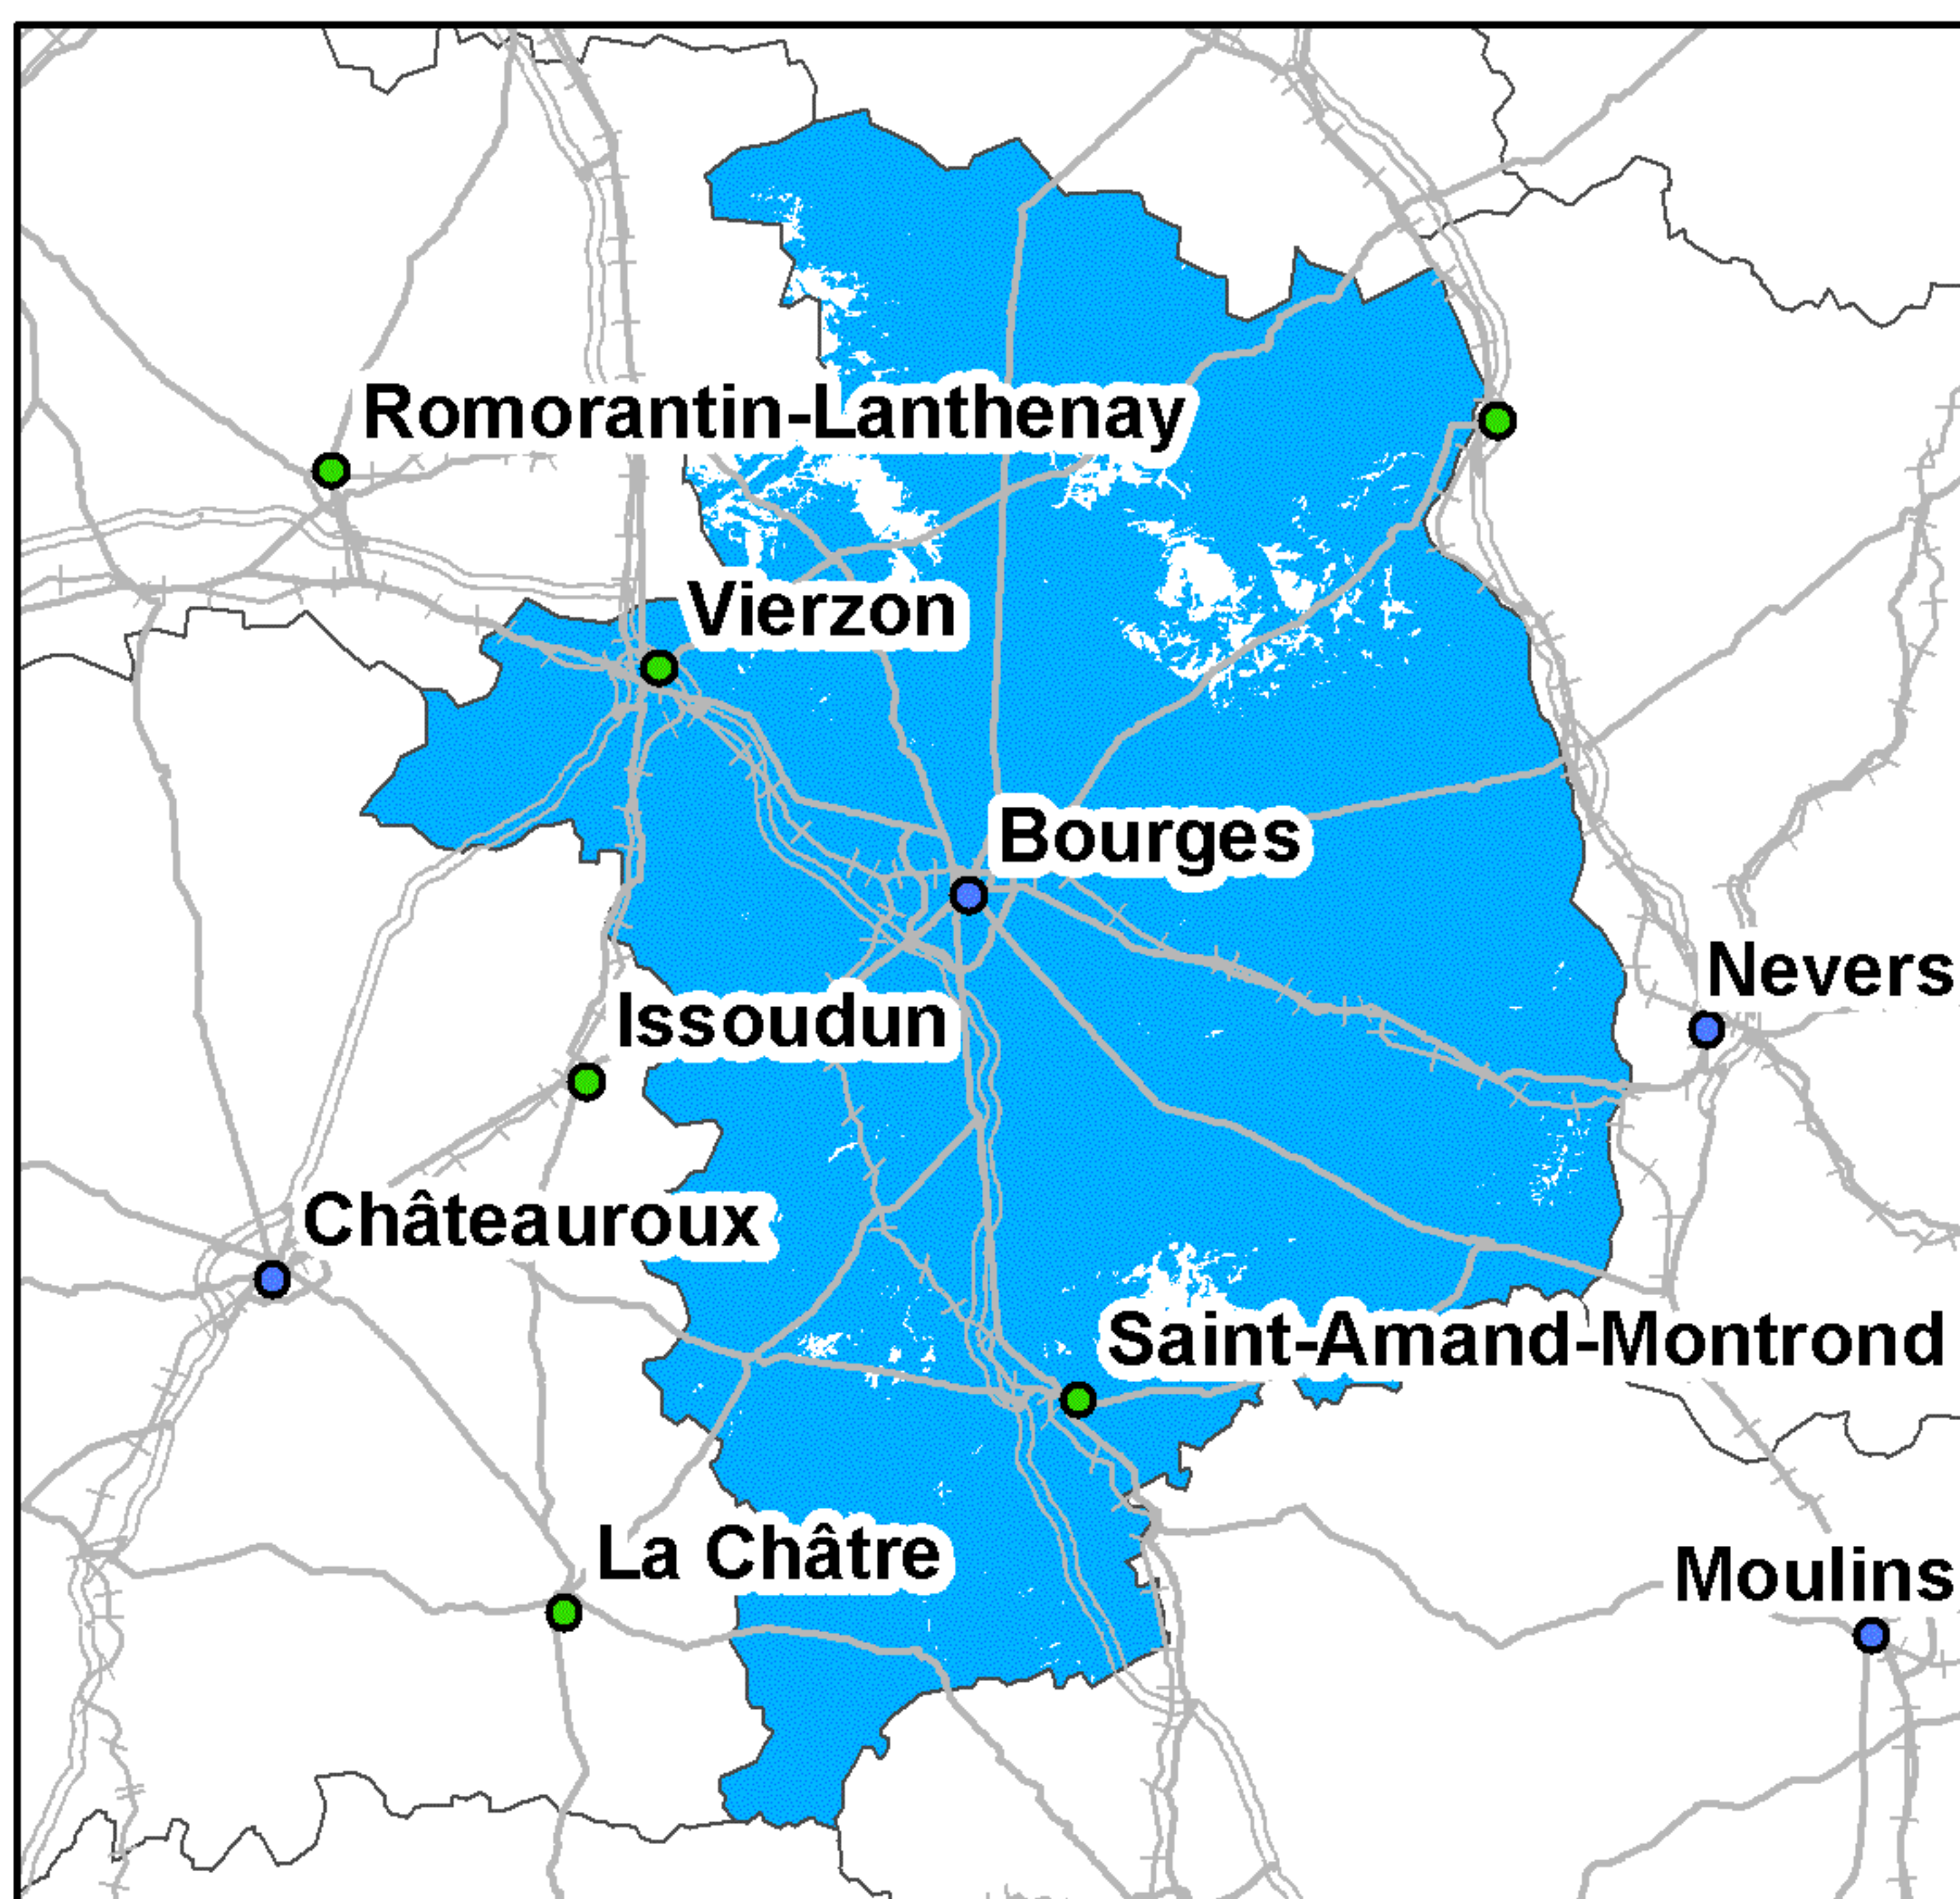 Romorantin-Lanthenay
Vierzon
Bourges
Nevers
Issoudun
Châteauroux
Saint-Amand-Montrond
La Châtre
Moulins